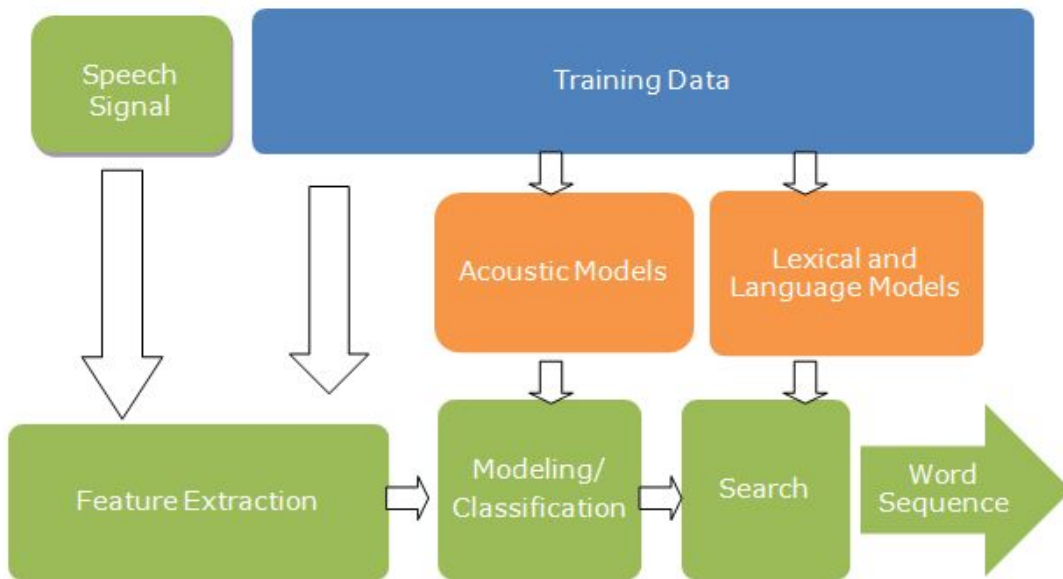 Speech
Signal
Training Data
Acoustic Models
Lexical and
Language Models
Feature Extraction
Modeling/
Classification
Search
Word
Sequence